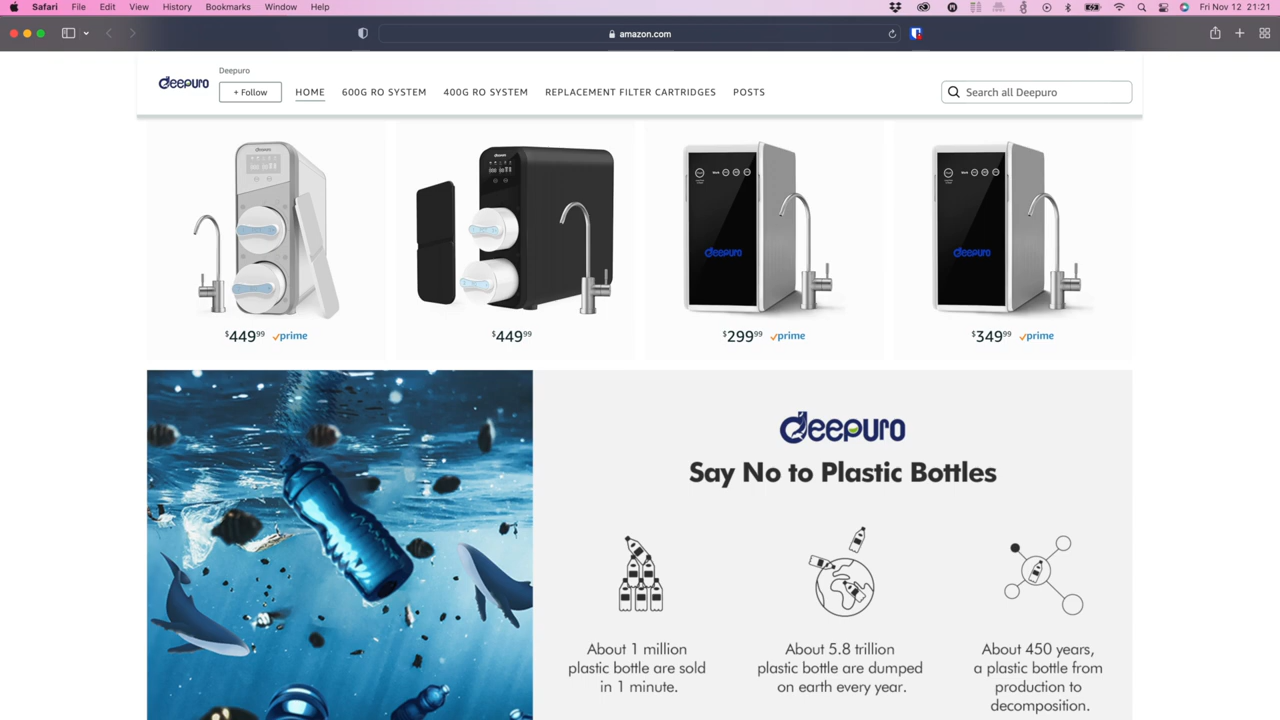 Safari File Edit View History Bookmarks Window Help Fri Nov 12 21:21
amazon.com
deepuro
Deepuro
+ Follow
HOME 600G RO SYSTEM 400G RO SYSTEM REPLACEMENT FILTER CARTRIDGES POSTS
Search all Deepuro
deepuro
deepuro
$449.99 prime
$449.99
$299.99 prime
$349.99 prime
deepuro
Say No to Plastic Bottles
About 1 million
plastic bottle are sold
in 1 minute.
About 5.8 trillion
plastic bottle are dumped
on earth every year.
About 450 years,
a plastic bottle from
production to
decomposition.